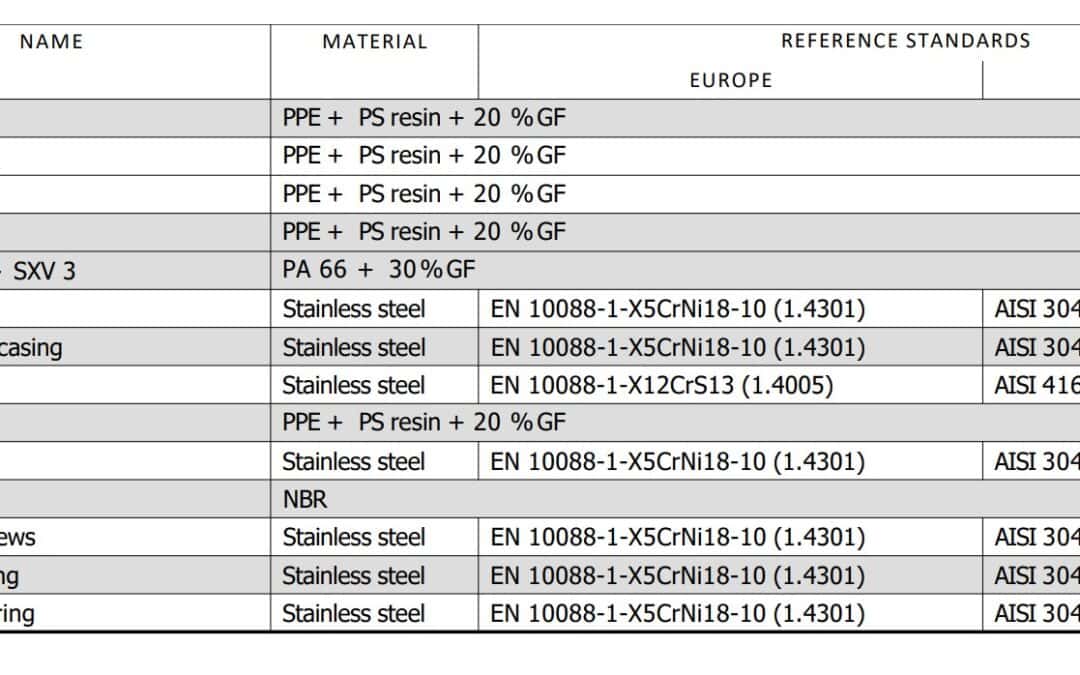 NAME MATERIAL REFERENCE STANDARDS
EUROPE
PPE + PS resin + 20 % GF
PPE + PS resin + 20 % GF
PPE + PS resin + 20 % GF
PPE + PS resin + 20 % GF
SXV 3 PA 66 + 30 % GF
Stainless steel EN 10088-1-X5CrNi18-10 (1.4301) AISI 304
casing Stainless steel EN 10088-1-X5CrNi18-10 (1.4301) AISI 304
Stainless steel EN 10088-1-X12CrS13 (1.4005) AISI 416
PPE + PS resin + 20 % GF
Stainless steel EN 10088-1-X5CrNi18-10 (1.4301) AISI 304
NBR
ews Stainless steel EN 10088-1-X5CrNi18-10 (1.4301) AISI 304
ng Stainless steel EN 10088-1-X5CrNi18-10 (1.4301) AISI 304
ring Stainless steel EN 10088-1-X5CrNi18-10 (1.4301) AISI 304